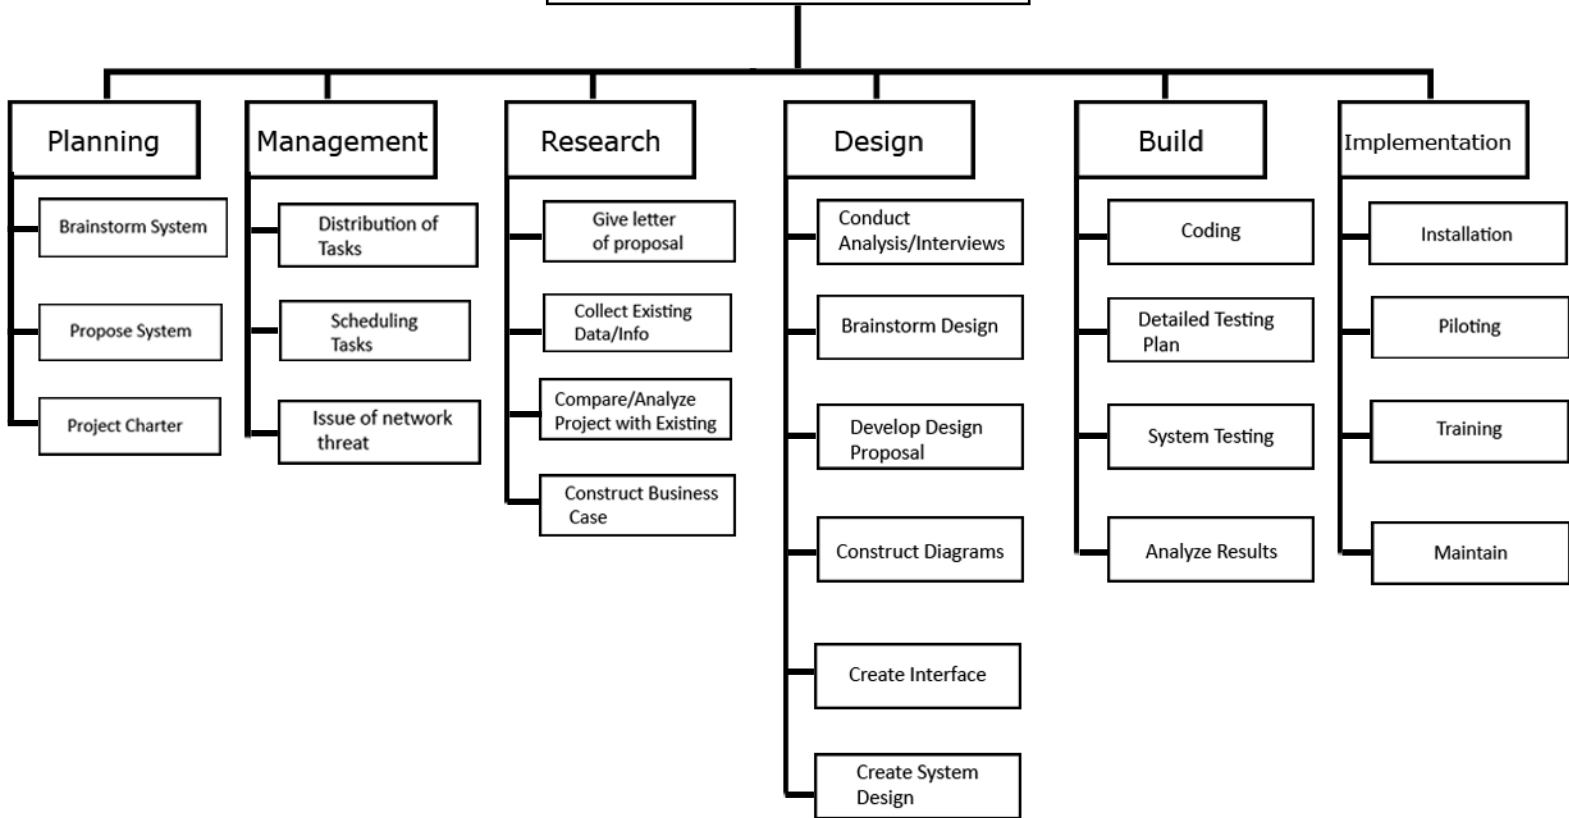 Planning
Brainstorm System
Propose System
Project Charter
Management
Distribution of
Tasks
Scheduling
Tasks
Issue of network
threat
Research
Give letter
of proposal
Collect Existing
Data/Info
Compare/Analyze
Project with Existing
Construct Business
Case
Design
Conduct
Analysis/Interviews
Brainstorm Design
Develop Design
Proposal
Construct Diagrams
Create Interface
Create System
Design
Build
Coding
Detailed Testing
Plan
System Testing
Analyze Results
Implementation
Installation
Piloting
Training
Maintain